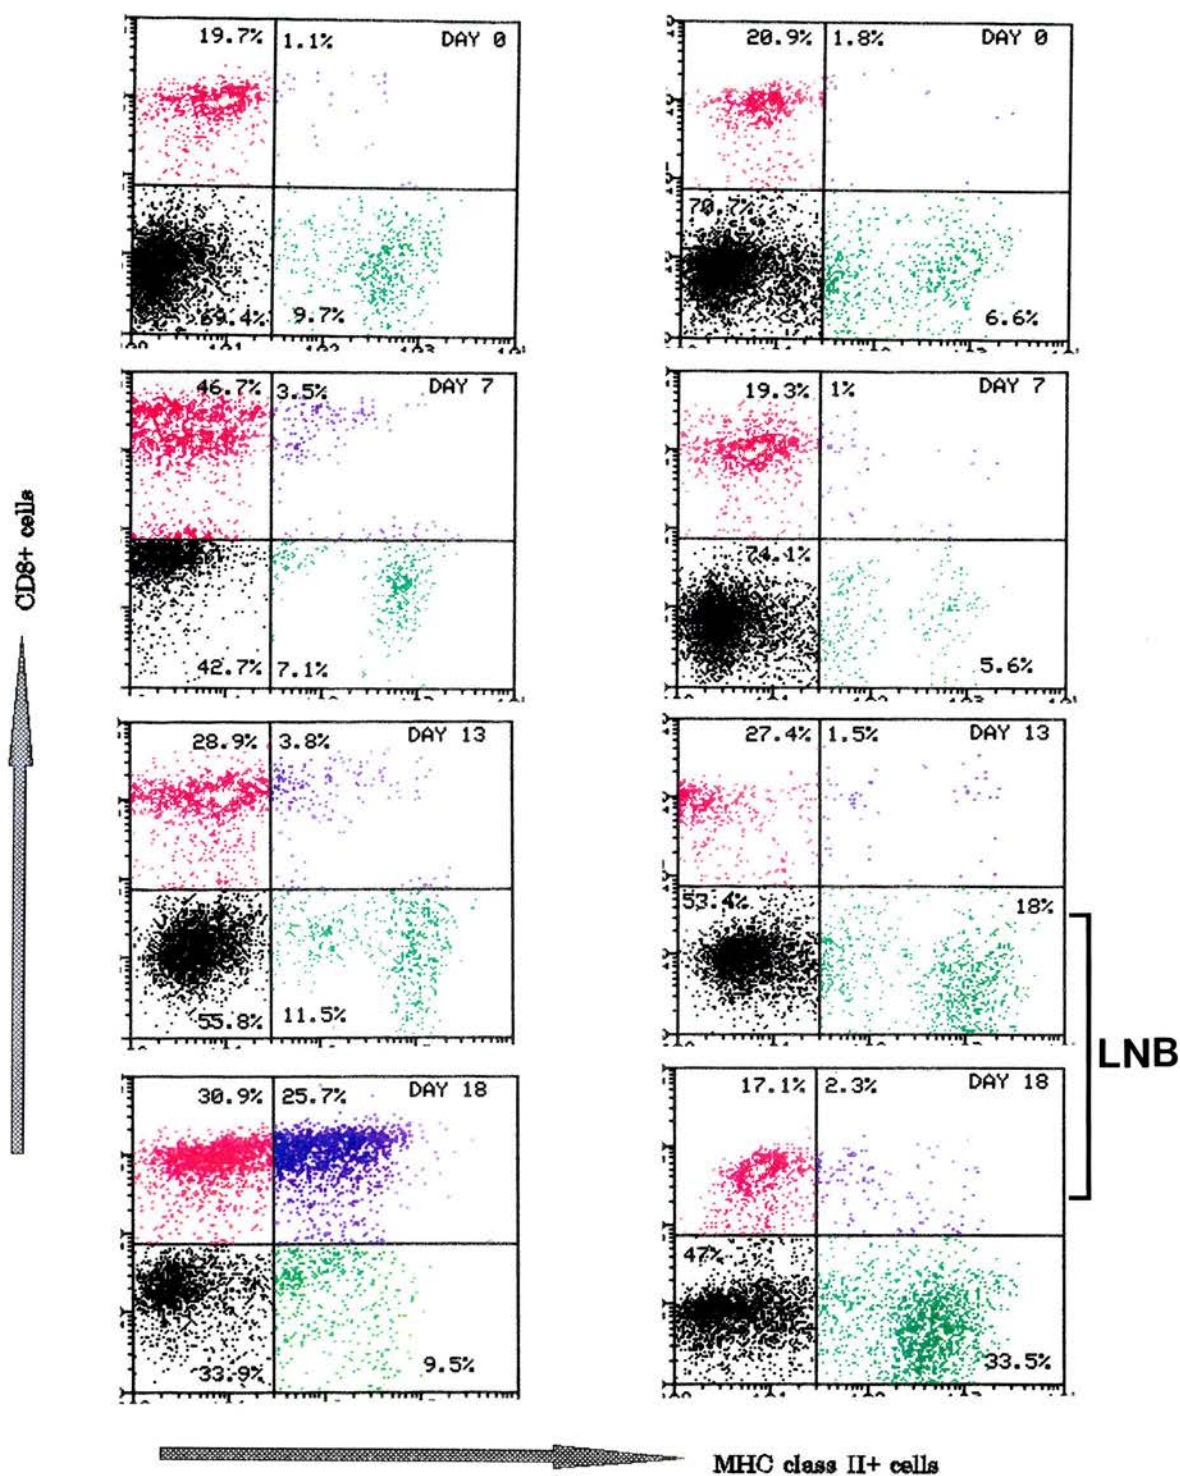 19.7% 1.1% DAY 0
69.4% 9.7%
20.9% 1.8% DAY 0
70.7%
6.6%
46.7% 3.5% DAY 7
42.7% 7.1%
19.3% 1% DAY 7
74.1%
5.6%
28.9% 3.8% DAY 13
55.8% 11.5%
27.4% 1.5% DAY 13
53.4% 18%
30.9% 25.7% DAY 18
33.9% 9.5%
17.1% 2.3% DAY 18
47%
33.5%
LNB
CD8+ cells
MHC class II+ cells